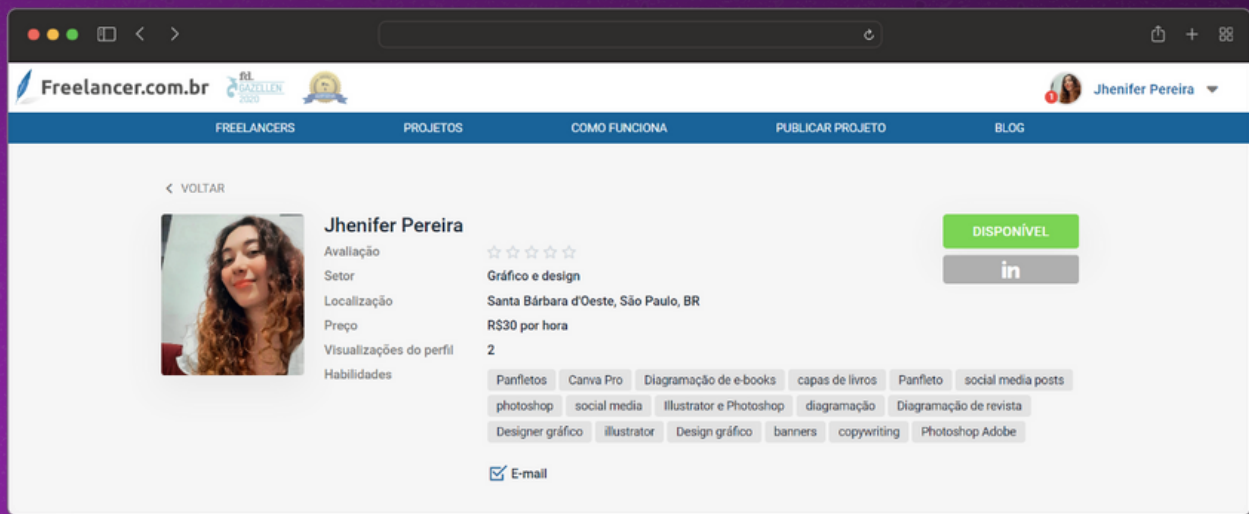 Freelancer.com.br
fd.
GAZELLEN
2020
1
Jhenifer Pereira
FREELANCERS PROJETOS COMO FUNCIONA PUBLICAR PROJETO BLOG
VOLTAR
Jhenifer Pereira
DISPONÍVEL
Avaliação
in
Setor Gráfico e design
Localização Santa Bárbara d'Oeste, São Paulo, BR
Preço R$30 por hora
Visualizações do perfil 2
Habilidades
Panfletos Canva Pro Diagramação de e-books capas de livros Panfleto social media posts
photoshop social media Illustrator e Photoshop diagramação Diagramação de revista
Designer gráfico illustrator Design gráfico banners copywriting Photoshop Adobe
E-mail